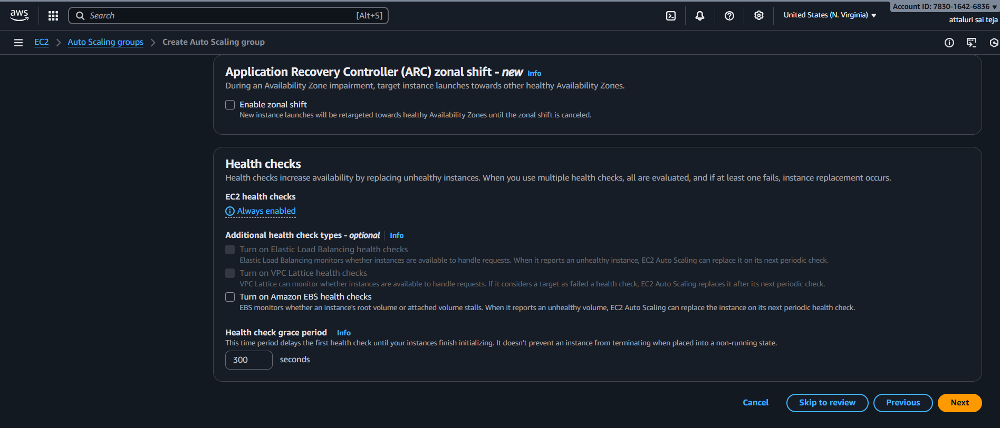 aws
Search
[Alt+S]
United States (N. Virginia)
Account ID: 7830-1642-6836
attaluri sai teja
EC2
Auto Scaling groups
Create Auto Scaling group
Application Recovery Controller (ARC) zonal shift - new Info
During an Availability Zone impairment, target instance launches towards other healthy Availability Zones.
Enable zonal shift
New instance launches will be retargeted towards healthy Availability Zones until the zonal shift is canceled.
Health checks
Health checks increase availability by replacing unhealthy instances. When you use multiple health checks, all are evaluated, and if at least one fails, instance replacement occurs.
EC2 health checks
Always enabled
Additional health check types - optional Info
Turn on Elastic Load Balancing health checks
Elastic Load Balancing monitors whether instances are available to handle requests. When it reports an unhealthy instance, EC2 Auto Scaling can replace it on its next periodic check.
Turn on VPC Lattice health checks
VPC Lattice can monitor whether instances are available to handle requests. If it considers a target as failed a health check, EC2 Auto Scaling replaces it after its next periodic check.
Turn on Amazon EBS health checks
EBS monitors whether an instance's root volume or attached volume stalls. When it reports an unhealthy volume, EC2 Auto Scaling can replace the instance on its next periodic health check.
Health check grace period Info
This time period delays the first health check until your instances finish initializing. It doesn't prevent an instance from terminating when placed into a non-running state.
300 seconds
Cancel
Skip to review
Previous
Next